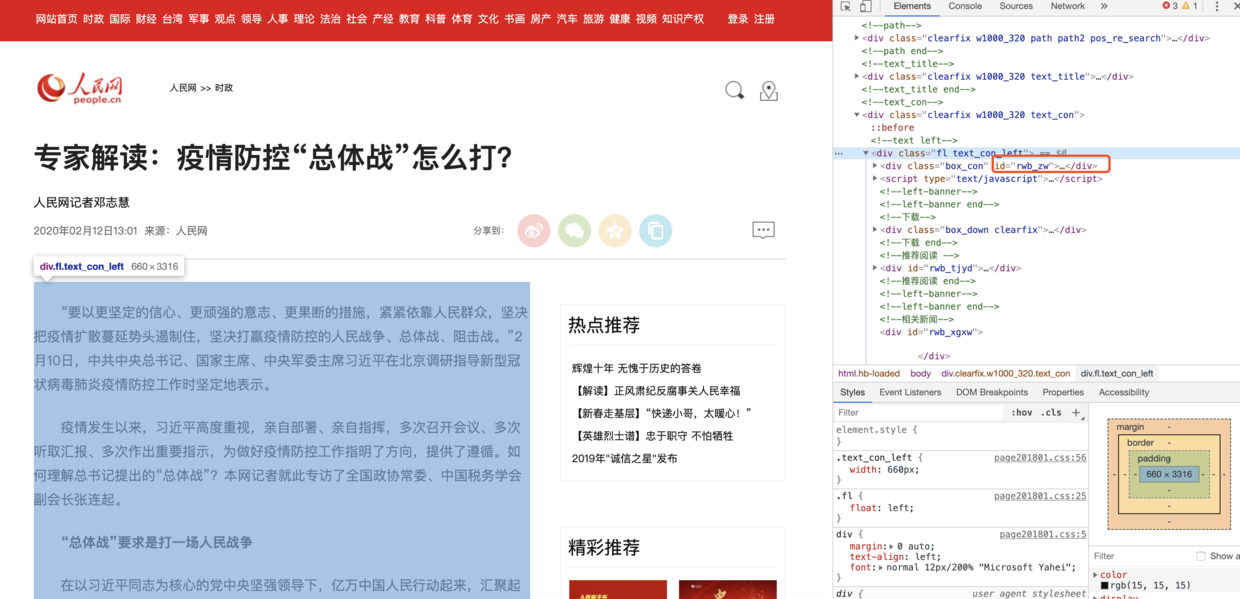 网站首页 时政 国际 财经 台湾 军事 观点 领导 人事 理论 法治 社会 产经 教育 科普 体育 文化 书画 房产 汽车 旅游 健康 视频 知识产权 登录 注册
人民网
people.cn
人民网 >> 时政
专家解读：疫情防控“总体战”怎么打?
人民网记者邓志慧
2020年02月12日13:01 来源：人民网
分享到：
div.fl.text_con_left 660×3316
“要以更坚定的信心、更顽强的意志、更果断的措施，紧紧依靠人民群众，坚决
把疫情扩散蔓延势头遏制住，坚决打赢疫情防控的人民战争、总体战、阻击战。”2
月10日，中共中央总书记、国家主席、中央军委主席习近平在北京调研指导新型冠
状病毒肺炎疫情防控工作时坚定地表示。
疫情发生以来，习近平高度重视，亲自部署、亲自指挥，多次召开会议、多次
听取汇报、多次作出重要指示，为做好疫情防控工作指明了方向，提供了遵循。如
何理解总书记提出的“总体战”？本网记者就此专访了全国政协常委、中国税务学会
副会长张连起。
“总体战”要求是打一场人民战争
在以习近平同志为核心的党中央坚强领导下，亿万中国人民行动起来，汇聚起
热点推荐
辉煌十年 无愧于历史的答卷
【解读】正风肃纪反腐事关人民幸福
【新春走基层】“快递小哥，太暖心！”
【英雄烈士谱】忠于职守 不怕牺牲
2019年"诚信之星"发布
精彩推荐
Elements Console Sources Network » 3 1
<!--path-->
<div class="clearfix w1000_320 path path2 pos_re_search">…</div>
<!--path end-->
<!--text_title-->
<div class="clearfix w1000_320 text_title">…</div>
<!--text_title end-->
<!--text_con-->
<div class="clearfix w1000_320 text_con">
::before
<!--text left-->
<div class="fl text_con_left"> == $0
<div class="box_con" id="rwb_zw">…</div>
<script type="text/javascript">…</script>
<!--left-banner-->
<!--left-banner end-->
<!--下载-->
<div class="box_down clearfix">…</div>
<!--下载 end-->
<!--推荐阅读 -->
<div id="rwb_tjyd">…</div>
<!--推荐阅读 end-->
<!--left-banner-->
<!--left-banner end-->
<!--相关新闻-->
<div id="rwb_xgxw">
</div>
html.hb-loaded body div.clearfix.w1000_320.text_con div.fl.text_con_left
Styles Event Listeners DOM Breakpoints Properties Accessibility
Filter :hov .cls +
element.style {
}
.text_con_left { page201801.css:56
width: 660px;
}
.fl { page201801.css:25
float: left;
}
div { page201801.css:5
margin: 0 auto;
text-align: left;
font: normal 12px/200% "Microsoft Yahei";
}
div { user agent stylesheet
margin -
border -
padding
660 × 3316
Filter Show a
color
rgb(15, 15, 15)
display